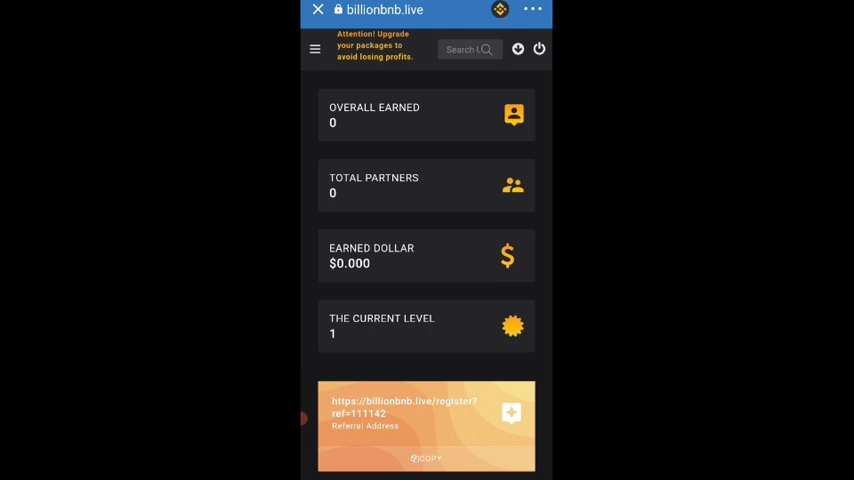 billionbnb.live
Attention! Upgrade
your packages to
avoid losing profits.
Search
OVERALL EARNED
0
TOTAL PARTNERS
0
EARNED DOLLAR
$0.000
THE CURRENT LEVEL
1
https://billionbnb.live/register?
ref=111142
Referral Address
COPY